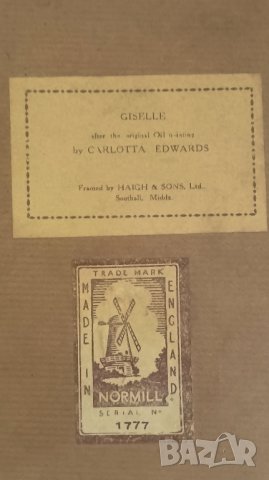 GISELLE
after the original Oil painting
by CARLOTTA EDWARDS
Framed by HAIGH & SONS, Ltd.,
Southall, Middx.
TRADE MARK
MADE IN
ENGLAND
NORMILL
SERIAL Nº
1777
BAZAR